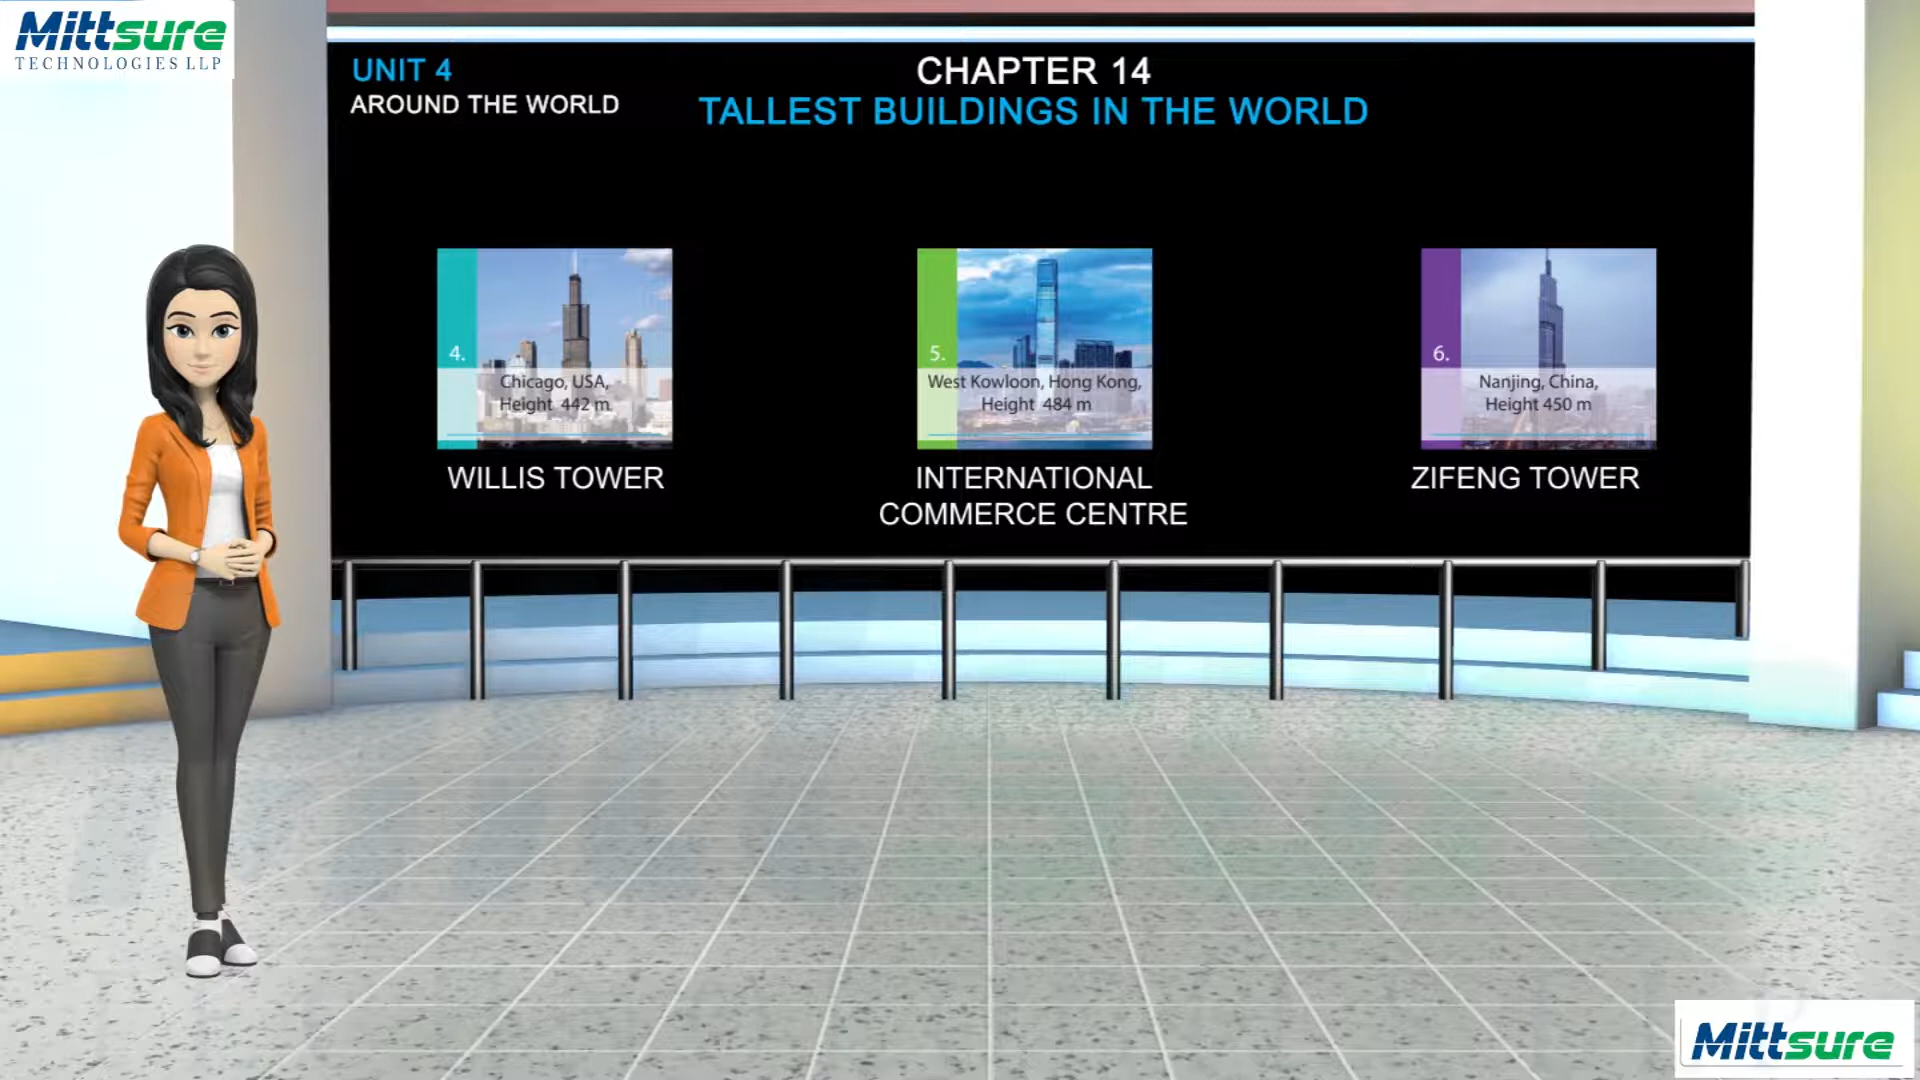 Mittsure
TECHNOLOGIES LLP
UNIT 4
AROUND THE WORLD
CHAPTER 14
TALLEST BUILDINGS IN THE WORLD
4.
Chicago, USA,
Height 442 m
WILLIS TOWER
5.
West Kowloon, Hong Kong,
Height 484 m
INTERNATIONAL
COMMERCE CENTRE
6.
Nanjing, China,
Height 450 m
ZIFENG TOWER
Mittsure